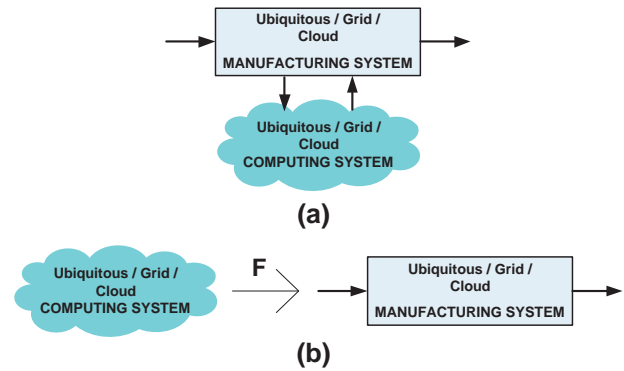 Ubiquitous / Grid /
Cloud
MANUFACTURING SYSTEM
Ubiquitous / Grid /
Cloud
COMPUTING SYSTEM
(a)
Ubiquitous / Grid /
Cloud
COMPUTING SYSTEM
F
Ubiquitous / Grid /
Cloud
MANUFACTURING SYSTEM
(b)